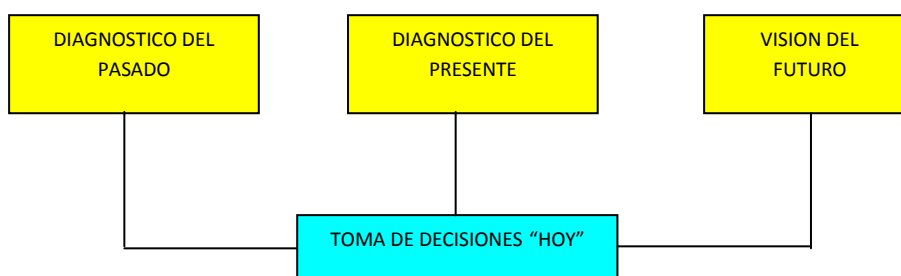 DIAGNOSTICO DEL
PASADO
DIAGNOSTICO DEL
PRESENTE
VISION DEL
FUTURO
TOMA DE DECISIONES “HOY”